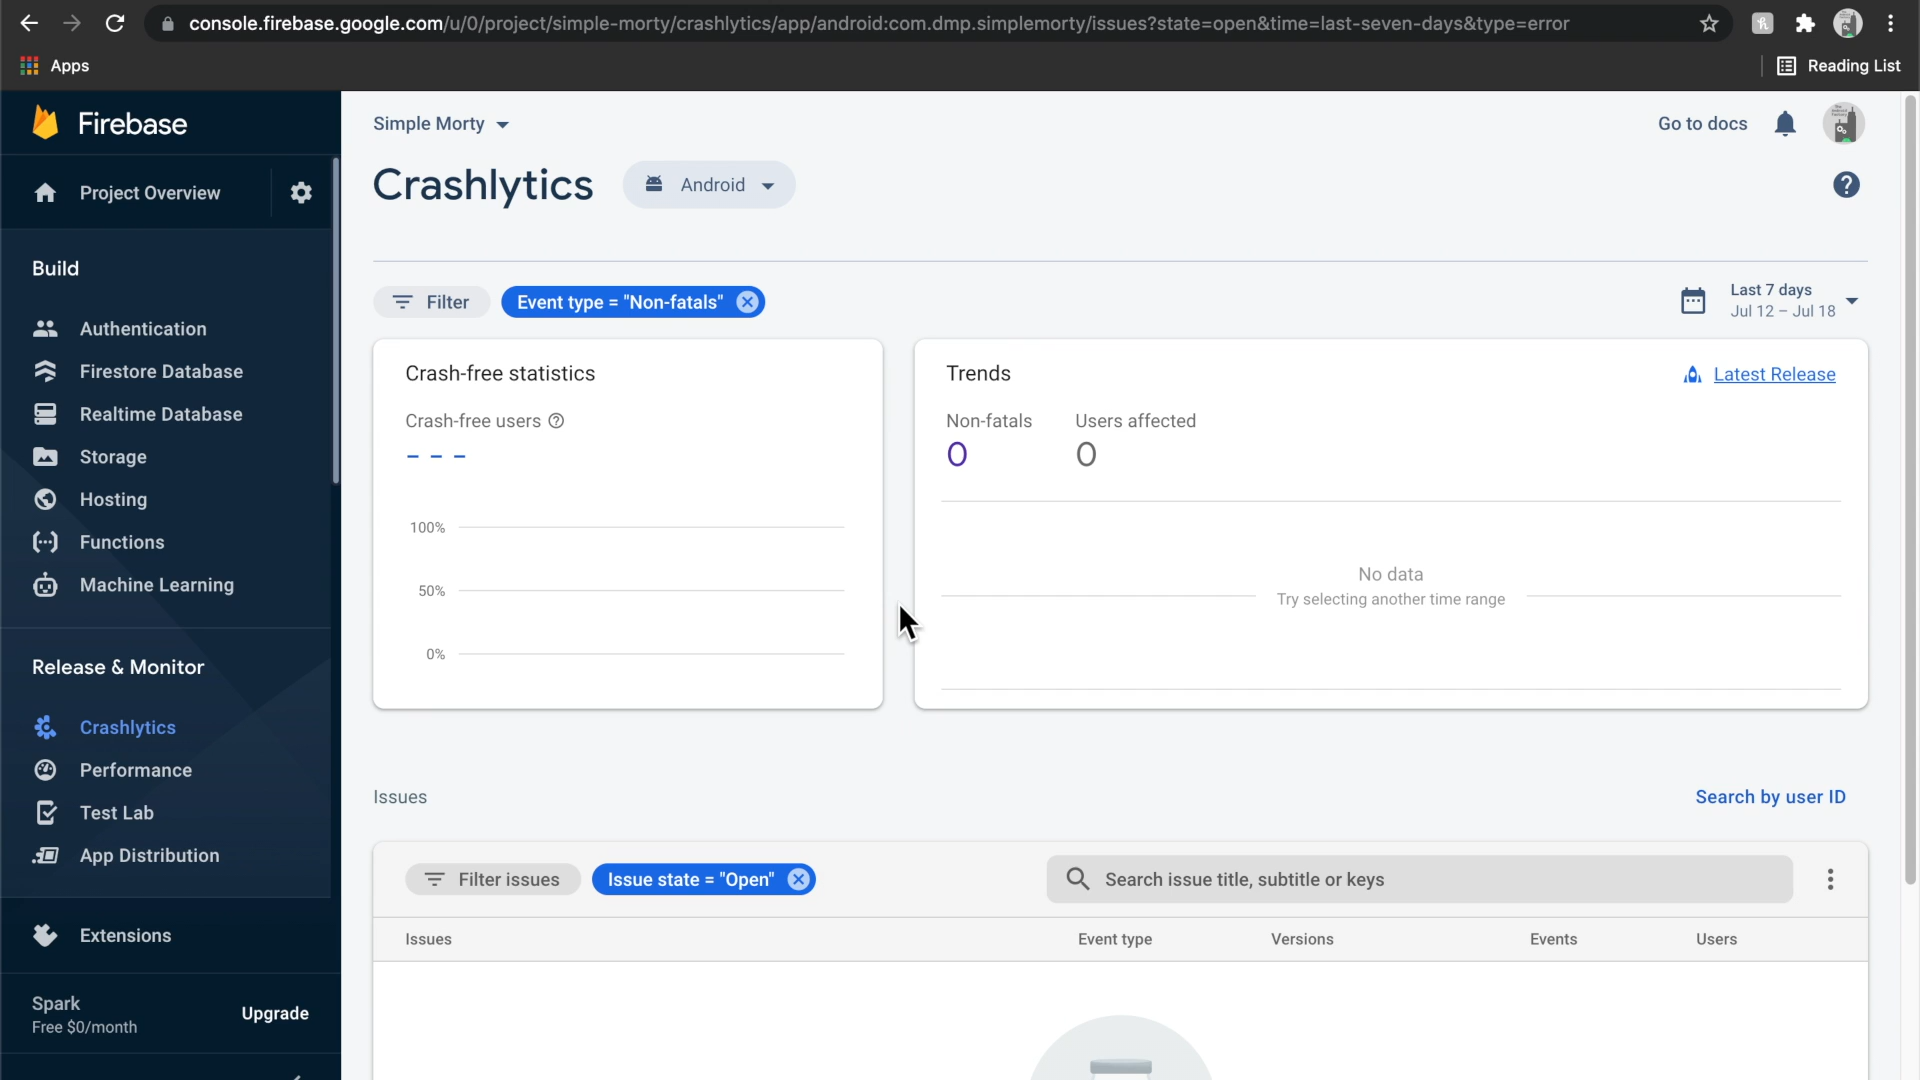 console.firebase.google.com/u/0/project/simple-morty/crashlytics/app/android:com.dmp.simplemorty/issues?state=open&time=last-seven-days&type=error
Apps
Reading List
Firebase
Simple Morty
Go to docs
Project Overview
Crashlytics
Android
Build
Authentication
Firestore Database
Realtime Database
Storage
Hosting
Functions
Machine Learning
Release & Monitor
Crashlytics
Performance
Test Lab
App Distribution
Extensions
Spark
Free $0/month
Upgrade
Filter
Event type = "Non-fatals"
Last 7 days
Jul 12 – Jul 18
Crash-free statistics
Crash-free users
– – –
100%
50%
0%
Trends
Latest Release
Non-fatals
Users affected
0
0
No data
Try selecting another time range
Issues
Search by user ID
Filter issues
Issue state = "Open"
Search issue title, subtitle or keys
Issues
Event type
Versions
Events
Users